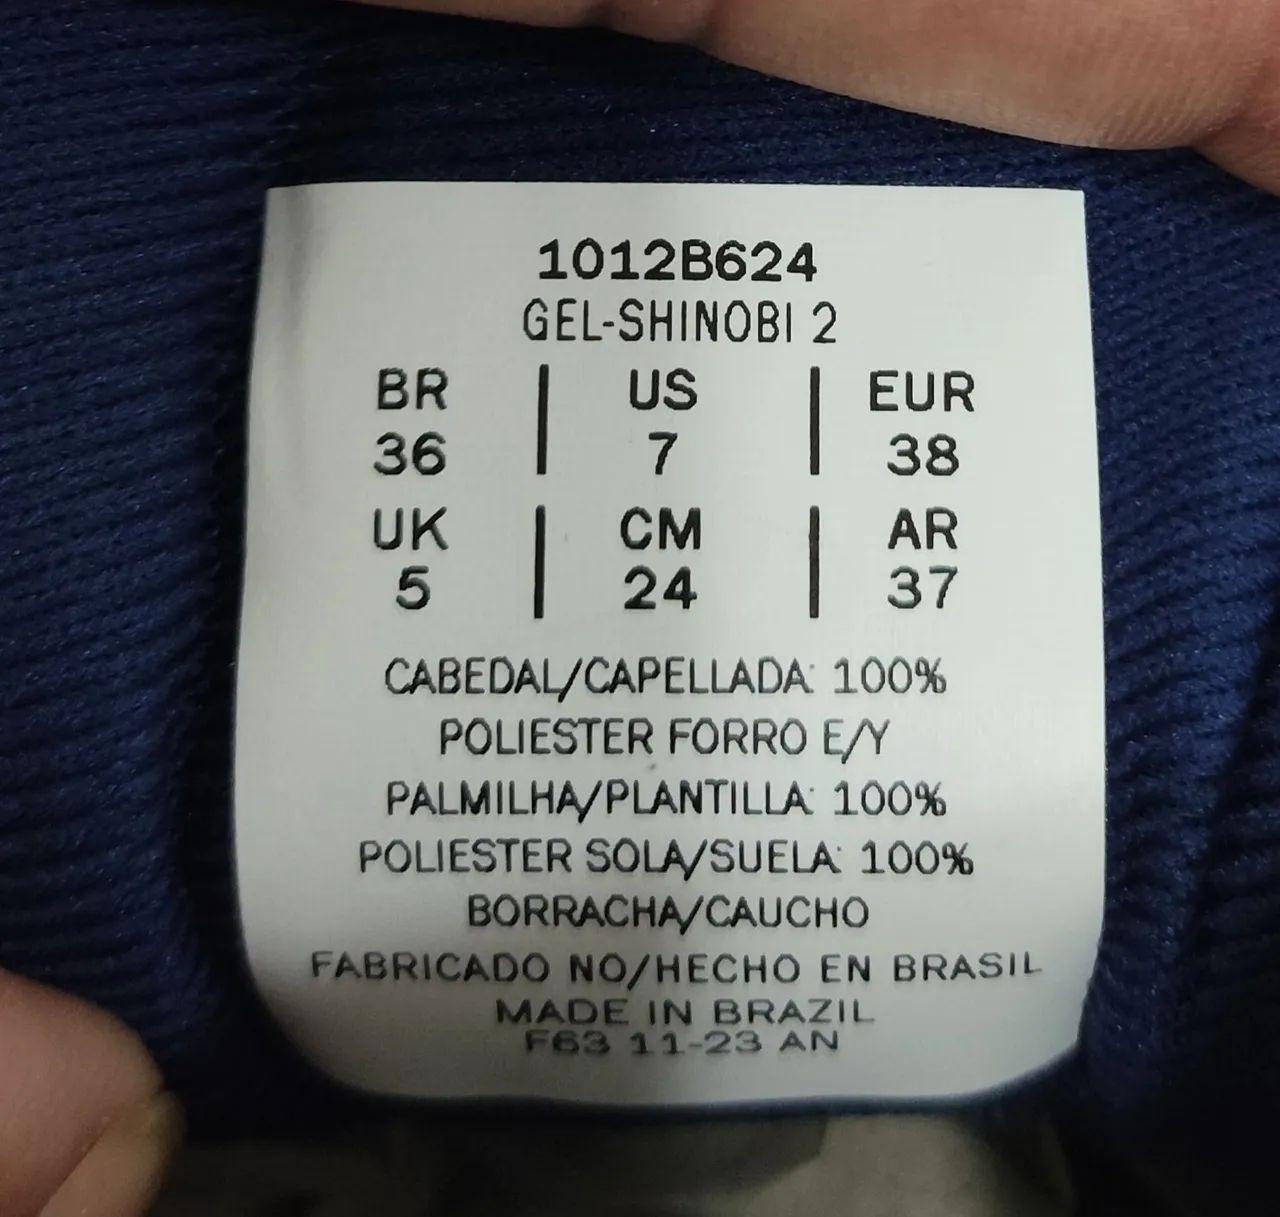 1012B624
GEL-SHINOBI 2
BR | US | EUR
36 | 7 | 38
UK | CM | AR
5 | 24 | 37
CABEDAL/CAPELLADA: 100%
POLIESTER FORRO E/Y
PALMILHA/PLANTILLA: 100%
POLIESTER SOLA/SUELA: 100%
BORRACHA/CAUCHO
FABRICADO NO/HECHO EN BRASIL
MADE IN BRAZIL
F63 11-23 AN